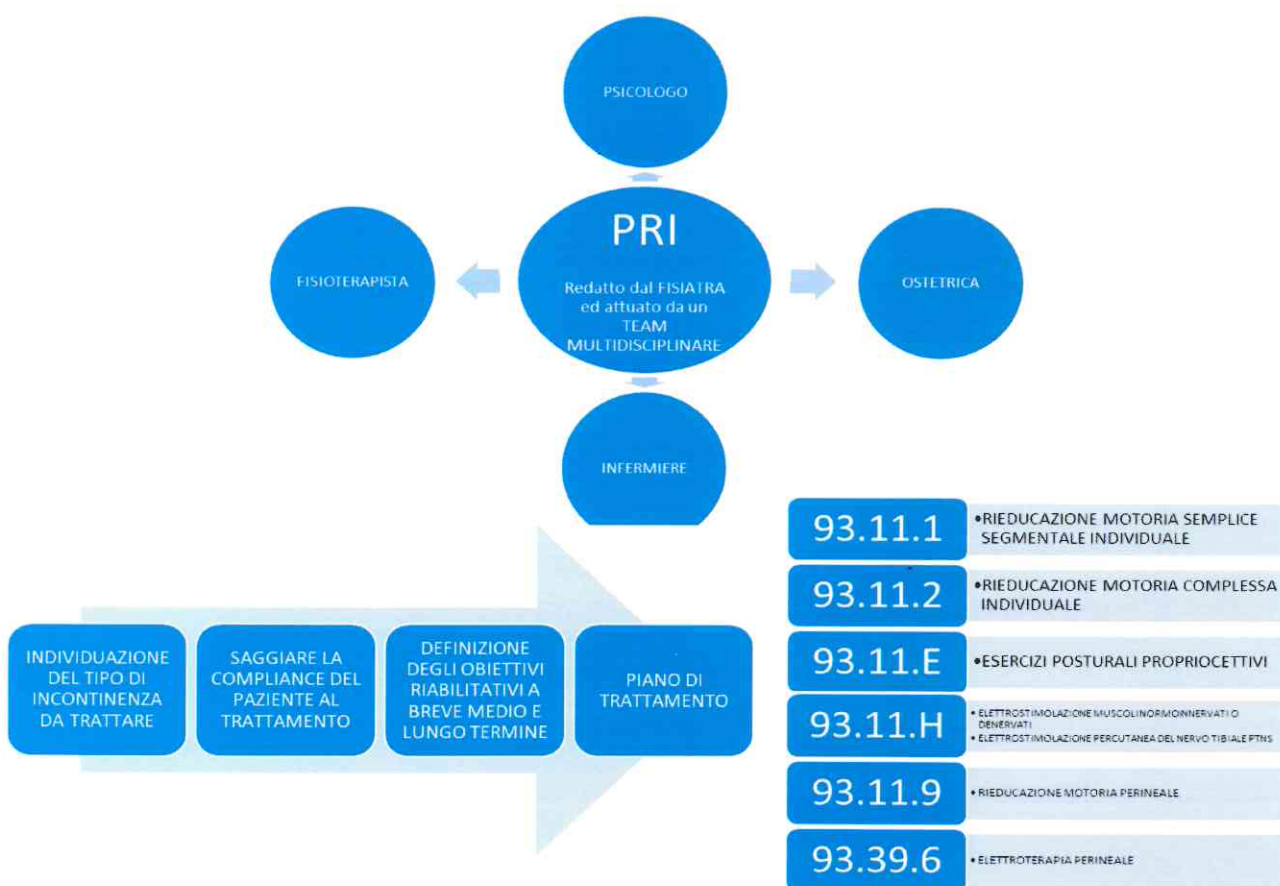 PSICOLOGO
PRI
Redatto dal FISIATRA
ed attuato da un
TEAM
MULTIDISCIPLINARE
FISIOTERAPISTA
OSTETRICA
INFERMIERE
INDIVIDUAZIONE
DEL TIPO DI
INCONTINENZA
DA TRATTARE
SAGGIARE LA
COMPLIANCE DEL
PAZIENTE AL
TRATTAMENTO
DEFINIZIONE
DEGLI OBIETTIVI
RIABILITATIVI A
BREVE MEDIO E
LUNGO TERMINE
PIANO DI
TRATTAMENTO
93.11.1
•RIEDUCAZIONE MOTORIA SEMPLICE
SEGMENTALE INDIVIDUALE
93.11.2
•RIEDUCAZIONE MOTORIA COMPLESSA
INDIVIDUALE
93.11.E
•ESERCIZI POSTURALI PROPRIOCETTIVI
93.11.H
• ELETTROSTIMOLAZIONE MUSCOLI NORMOINNERVATI O
DENERVATI
• ELETTROSTIMOLAZIONE PERCUTANEA DEL NERVO TIBIALE PTNS
93.11.9
• RIEDUCAZIONE MOTORIA PERINEALE
93.39.6
• ELETTROTERAPIA PERINEALE